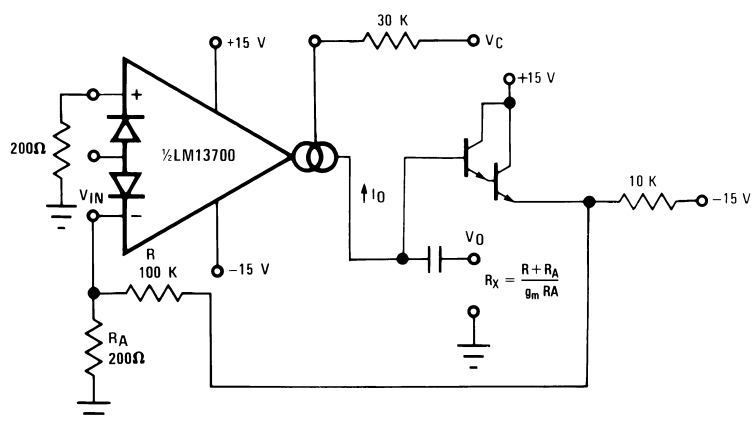 30 K
V_C
+15 V
+15 V
+
200Ω
½LM13700
10 K
-15 V
I_O
V_IN
-
V_O
R
100 K
-15 V
R_X = R + R_A / g_m RA
R_A
200Ω